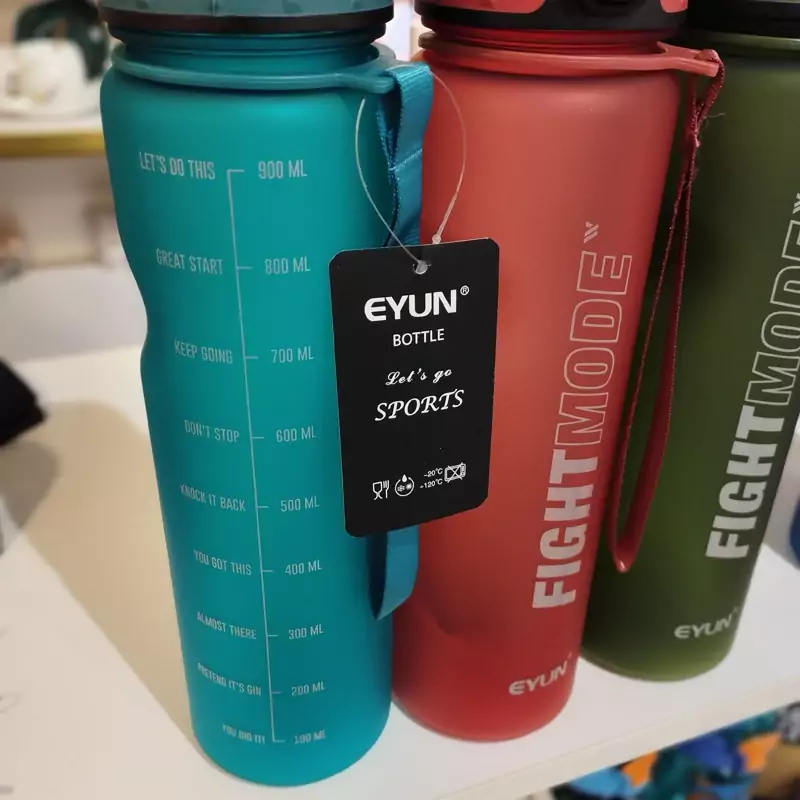 LET'S DO THIS 900 ML
GREAT START 800 ML
KEEP GOING 700 ML
DON'T STOP 600 ML
KNOCK IT BACK 500 ML
YOU GOT THIS 400 ML
ALMOST THERE 300 ML
PRETEND IT'S GIN 200 ML
YOU DID IT! 100 ML
EYUN®
BOTTLE
Let's go
SPORTS
-20°C
+120°C
FIGHTMODE
EYUN
FIGHTMODE
EYUN